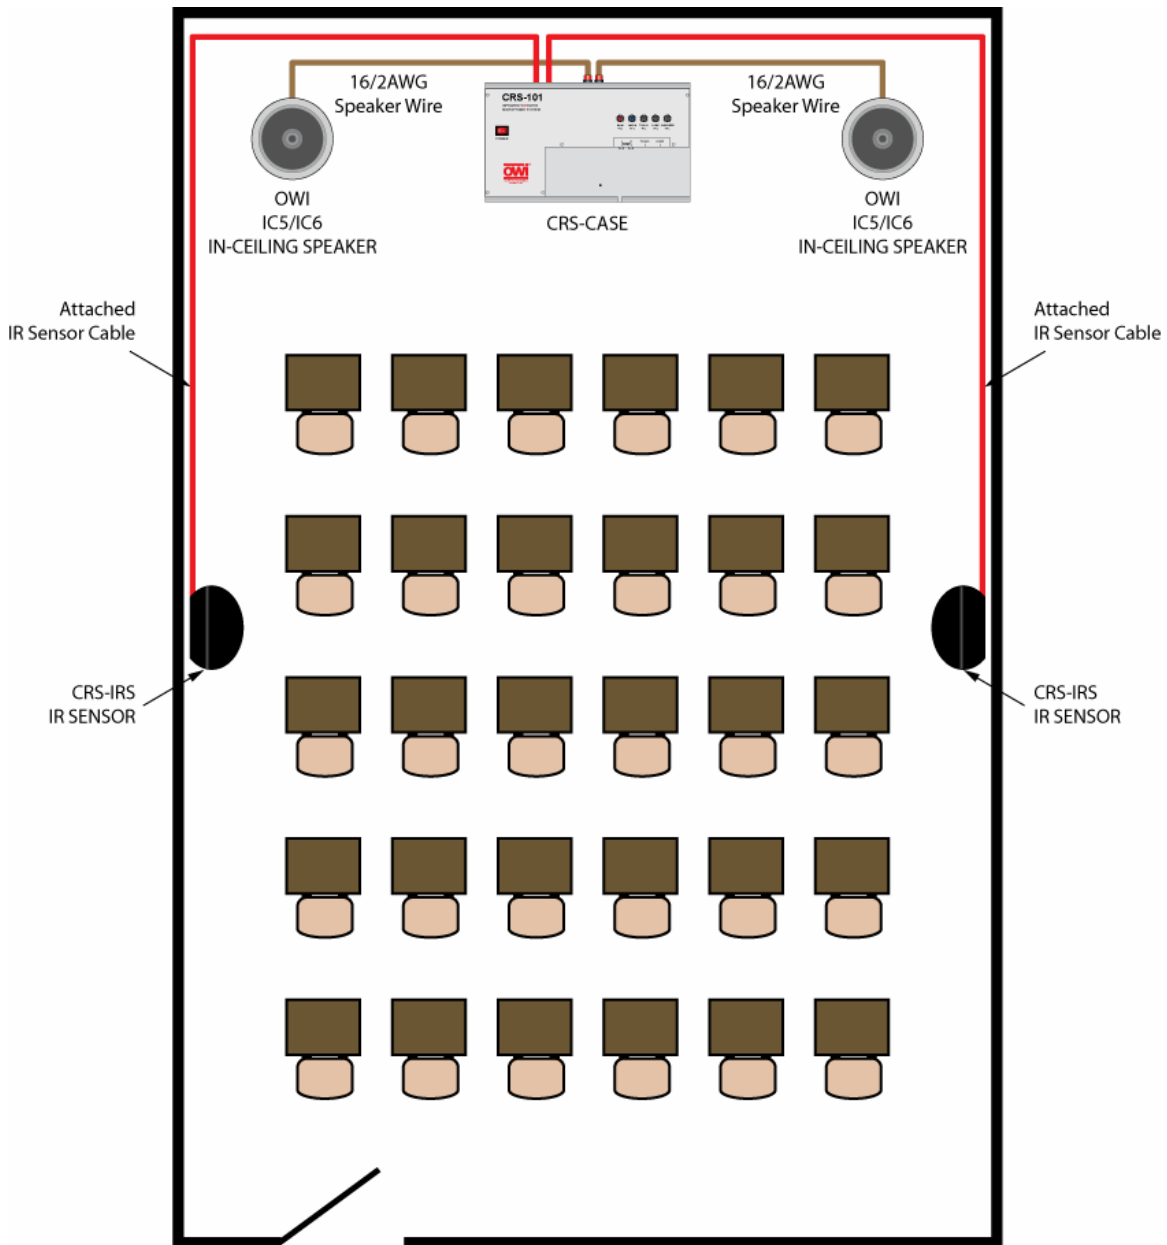 16/2AWG
Speaker Wire
16/2AWG
Speaker Wire
CRS-101
POWER
OWI
OWI
IC5/IC6
IN-CEILING SPEAKER
CRS-CASE
OWI
IC5/IC6
IN-CEILING SPEAKER
Attached
IR Sensor Cable
Attached
IR Sensor Cable
CRS-IRS
IR SENSOR
CRS-IRS
IR SENSOR